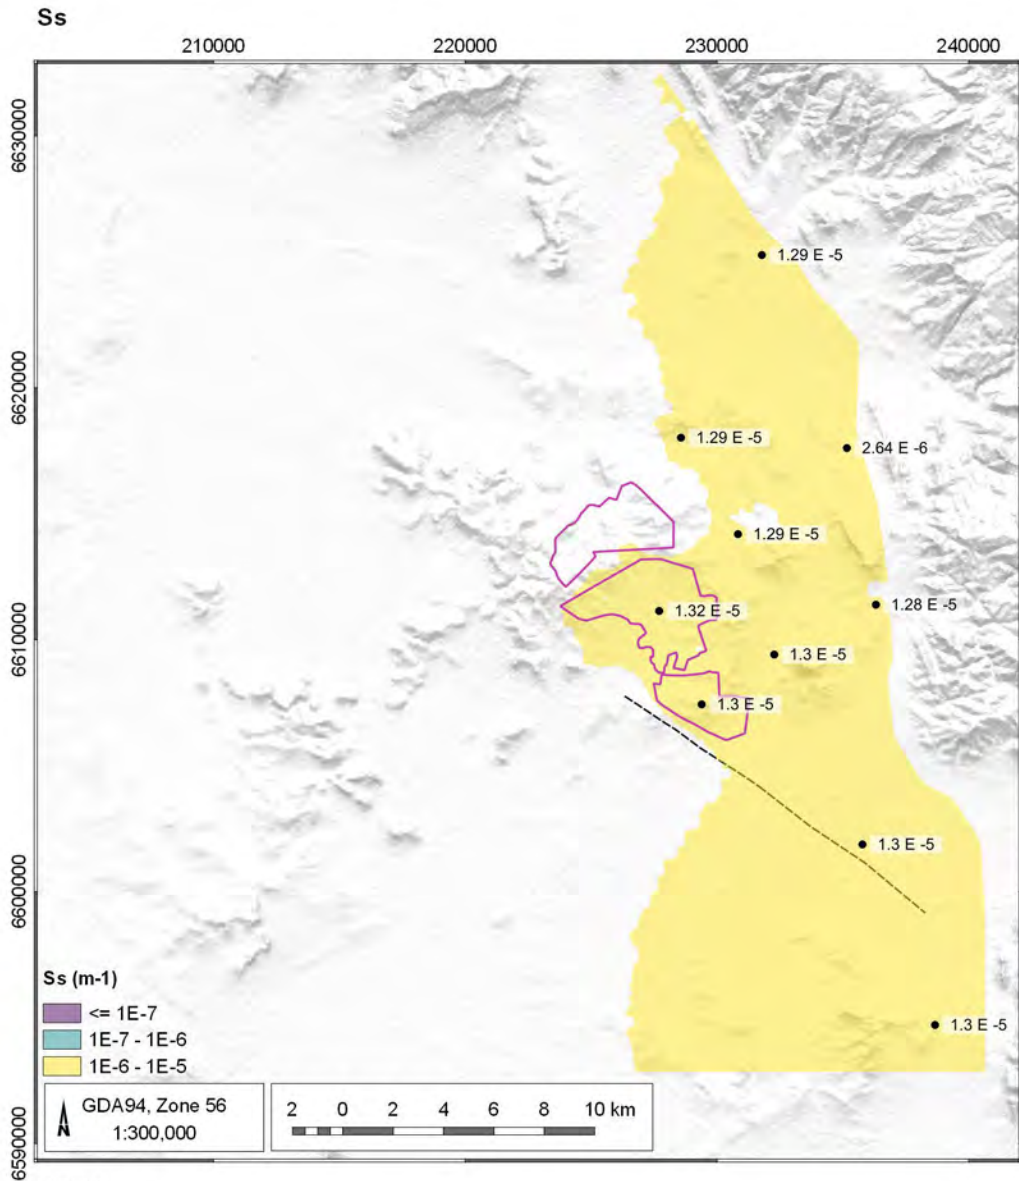 Ss
210000 220000 230000 240000
6630000
6620000
6610000
6600000
6590000
1.29 E -5
1.29 E -5
2.64 E -6
1.29 E -5
1.28 E -5
1.32 E -5
1.3 E -5
1.3 E -5
1.3 E -5
1.3 E -5
Ss (m-1)
<= 1E-7
1E-7 - 1E-6
1E-6 - 1E-5
N
GDA94, Zone 56
1:300,000
2 0 2 4 6 8 10 km